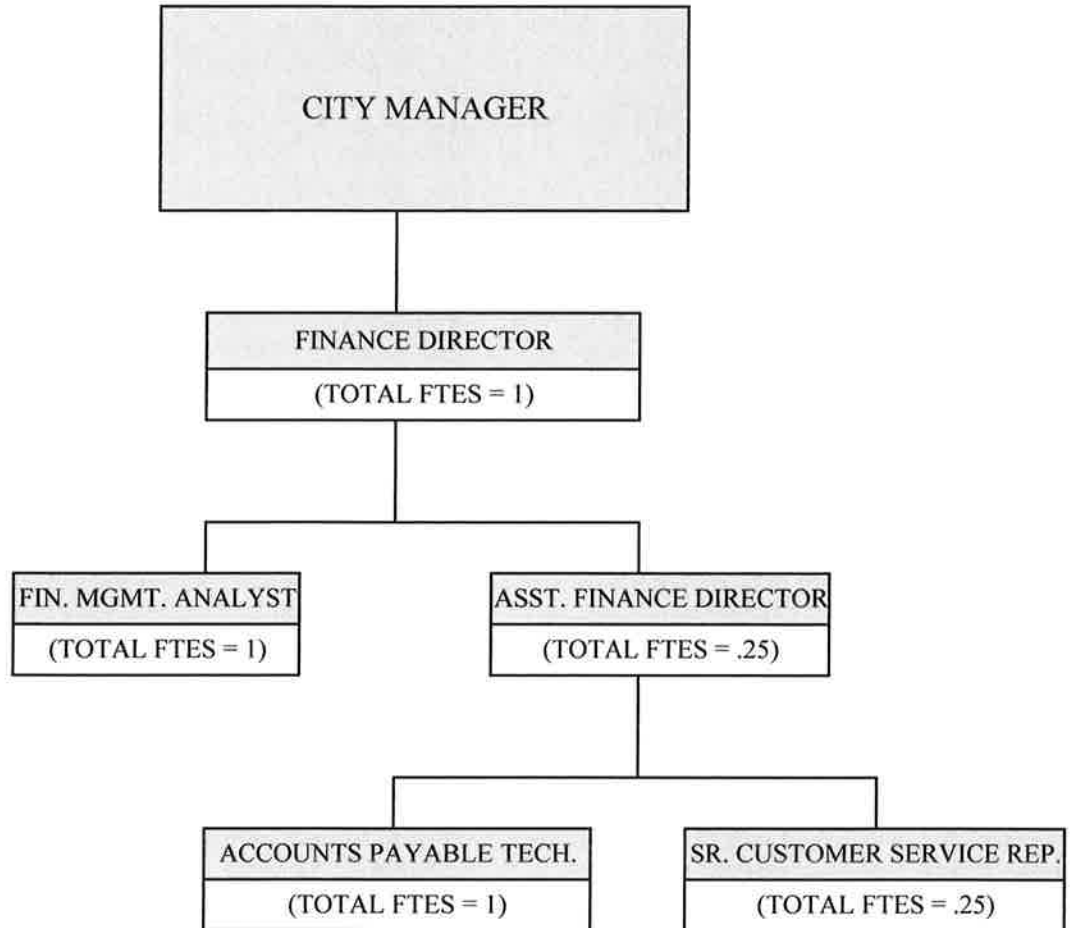 CITY MANAGER
FINANCE DIRECTOR
(TOTAL FTES = 1)
FIN. MGMT. ANALYST
(TOTAL FTES = 1)
ASST. FINANCE DIRECTOR
(TOTAL FTES = .25)
ACCOUNTS PAYABLE TECH.
(TOTAL FTES = 1)
SR. CUSTOMER SERVICE REP.
(TOTAL FTES = .25)